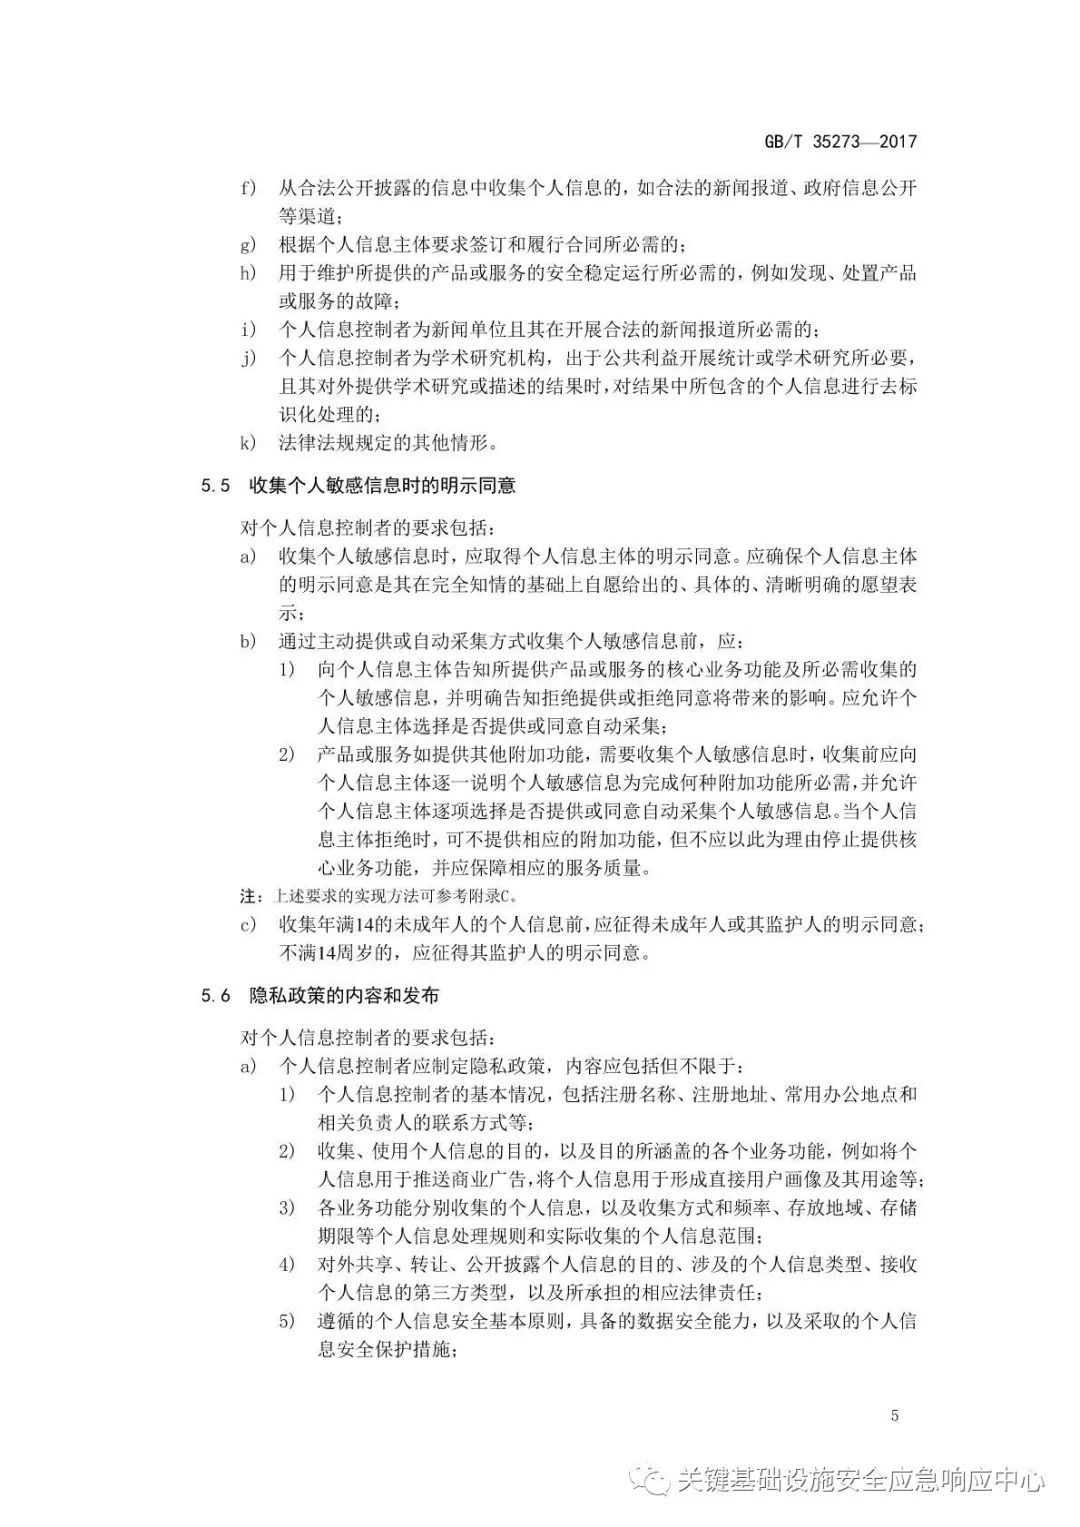 GB/T 35273—2017
f) 从合法公开披露的信息中收集个人信息的，如合法的新闻报道、政府信息公开
等渠道；
g) 根据个人信息主体要求签订和履行合同所必需的；
h) 用于维护所提供的产品或服务的安全稳定运行所必需的，例如发现、处置产品
或服务的故障；
i) 个人信息控制者为新闻单位且其在开展合法的新闻报道所必需的；
j) 个人信息控制者为学术研究机构，出于公共利益开展统计或学术研究所必要，
且其对外提供学术研究或描述的结果时，对结果中所包含的个人信息进行去标
识化处理的；
k) 法律法规规定的其他情形。
5.5 收集个人敏感信息时的明示同意
对个人信息控制者的要求包括：
a) 收集个人敏感信息时，应取得个人信息主体的明示同意。应确保个人信息主体
的明示同意是其在完全知情的基础上自愿给出的、具体的、清晰明确的愿望表
示；
b) 通过主动提供或自动采集方式收集个人敏感信息前，应：
1) 向个人信息主体告知所提供产品或服务的核心业务功能及所必需收集的
个人敏感信息，并明确告知拒绝提供或拒绝同意将带来的影响。应允许个
人信息主体选择是否提供或同意自动采集；
2) 产品或服务如提供其他附加功能，需要收集个人敏感信息时，收集前应向
个人信息主体逐一说明个人敏感信息为完成何种附加功能所必需，并允许
个人信息主体逐项选择是否提供或同意自动采集个人敏感信息。当个人信
息主体拒绝时，可不提供相应的附加功能，但不应以此为理由停止提供核
心业务功能，并应保障相应的服务质量。
注：上述要求的实现方法可参考附录C。
c) 收集年满14的未成年人的个人信息前，应征得未成年人或其监护人的明示同意；
不满14周岁的，应征得其监护人的明示同意。
5.6 隐私政策的内容和发布
对个人信息控制者的要求包括：
a) 个人信息控制者应制定隐私政策，内容应包括但不限于：
1) 个人信息控制者的基本情况，包括注册名称、注册地址、常用办公地点和
相关负责人的联系方式等；
2) 收集、使用个人信息的目的，以及目的所涵盖的各个业务功能，例如将个
人信息用于推送商业广告，将个人信息用于形成直接用户画像及其用途等；
3) 各业务功能分别收集的个人信息，以及收集方式和频率、存放地域、存储
期限等个人信息处理规则和实际收集的个人信息范围；
4) 对外共享、转让、公开披露个人信息的目的、涉及的个人信息类型、接收
个人信息的第三方类型，以及所承担的相应法律责任；
5) 遵循的个人信息安全基本原则，具备的数据安全能力，以及采取的个人信
息安全保护措施；
5
关键基础设施安全应急响应中心